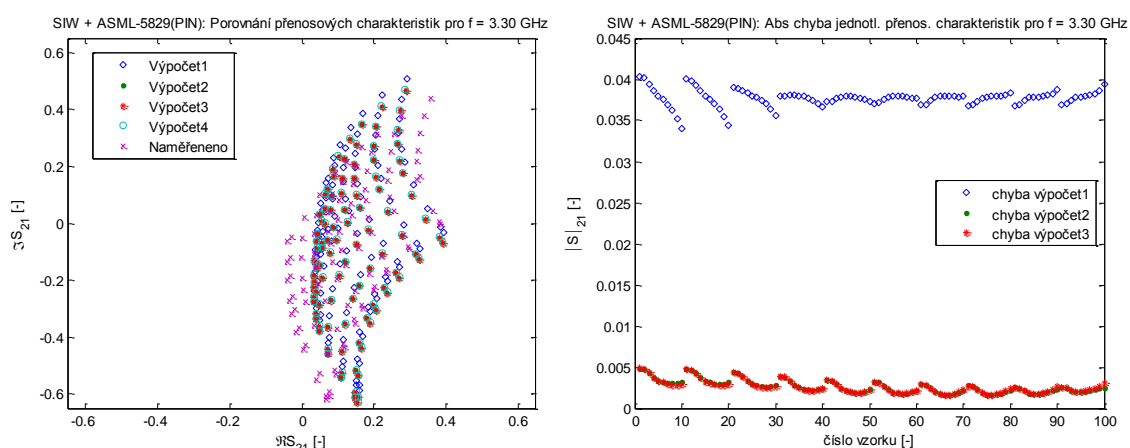 SIW + ASML-5829(PIN): Porovnání přenosových charakteristik pro f = 3.30 GHz
0.6
0.4
0.2
0
-0.2
-0.4
-0.6
ℑS21 [-]
Výpočet1
Výpočet2
Výpočet3
Výpočet4
Naměřeneno
-0.6
-0.4
-0.2
0
0.2
0.4
0.6
ℜS21 [-]
SIW + ASML-5829(PIN): Abs chyba jednotl. přenos. charakteristik pro f = 3.30 GHz
0.045
0.04
0.035
0.03
0.025
0.02
0.015
0.01
0.005
0
|S|21 [-]
chyba výpočet1
chyba výpočet2
chyba výpočet3
0
10
20
30
40
50
60
70
80
90
100
číslo vzorku [-]